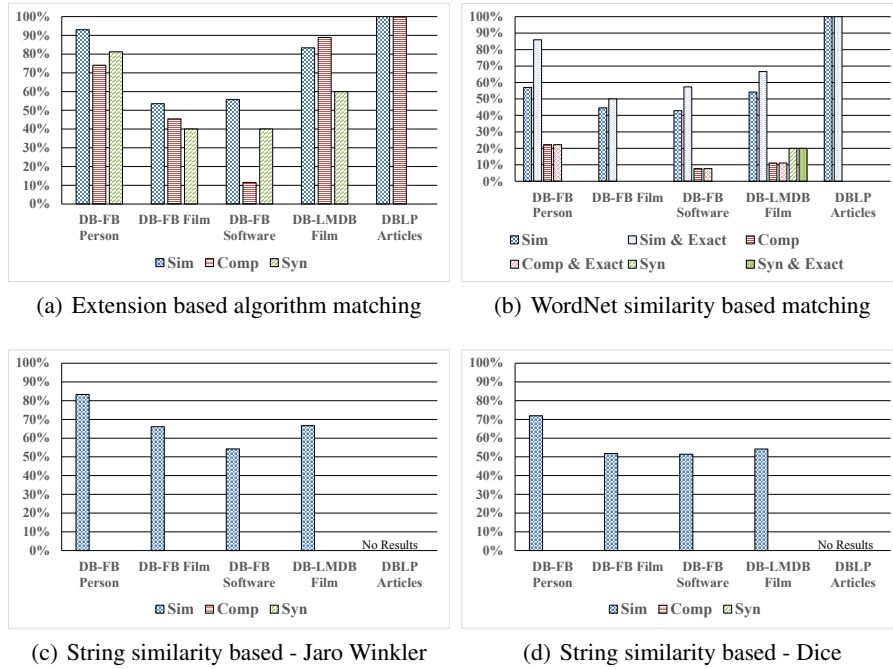 100%
90%
80%
70%
60%
50%
40%
30%
20%
10%
0%
DB-FB Person
DB-FB Film
DB-FB Software
DB-LMDB Film
DBLP Articles
Sim Comp Syn
(a) Extension based algorithm matching
100%
90%
80%
70%
60%
50%
40%
30%
20%
10%
0%
DB-FB Person
DB-FB Film
DB-FB Software
DB-LMDB Film
DBLP Articles
Sim Sim & Exact Comp
Comp & Exact Syn Syn & Exact
(b) WordNet similarity based matching
100%
90%
80%
70%
60%
50%
40%
30%
20%
10%
0%
No Results
DB-FB Person
DB-FB Film
DB-FB Software
DB-LMDB Film
DBLP Articles
Sim Comp Syn
(c) String similarity based - Jaro Winkler
100%
90%
80%
70%
60%
50%
40%
30%
20%
10%
0%
No Results
DB-FB Person
DB-FB Film
DB-FB Software
DB-LMDB Film
DBLP Articles
Sim Comp Syn
(d) String similarity based - Dice